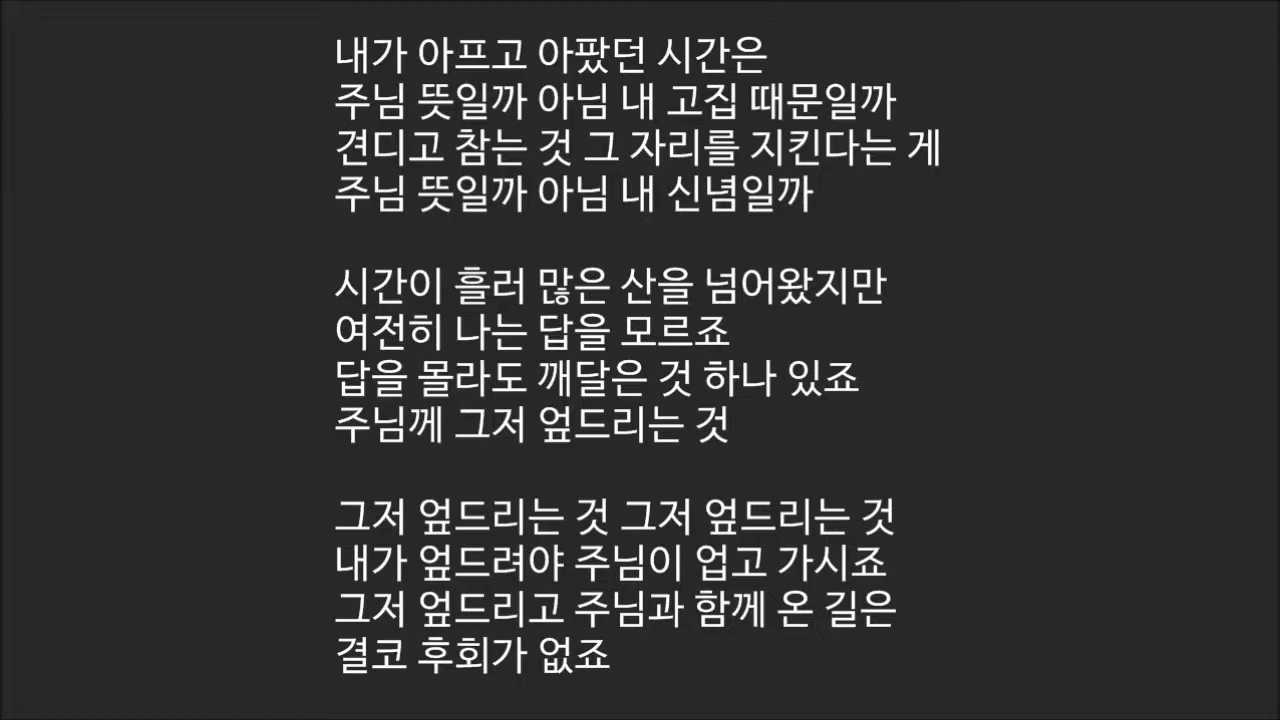 내가 아프고 아팠던 시간은
주님 뜻일까 아님 내 고집 때문일까
견디고 참는 것 그 자리를 지킨다는 게
주님 뜻일까 아님 내 신념일까
시간이 흘러 많은 산을 넘어왔지만
여전히 나는 답을 모르죠
답을 몰라도 깨달은 것 하나 있죠
주님께 그저 엎드리는 것
그저 엎드리는 것 그저 엎드리는 것
내가 엎드려야 주님이 업고 가시죠
그저 엎드리고 주님과 함께 온 길은
결코 후회가 없죠